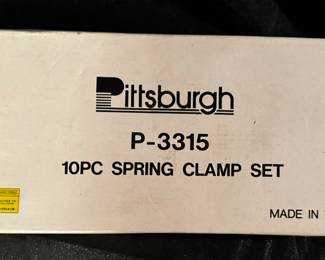 Pittsburgh
P-3315
10PC SPRING CLAMP SET
MADE IN